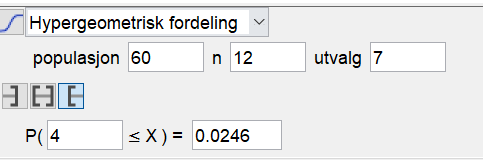 Hypergeometrisk fordeling
populasjon 60 n 12 utvalg 7
P( 4 ≤ X ) = 0.0246